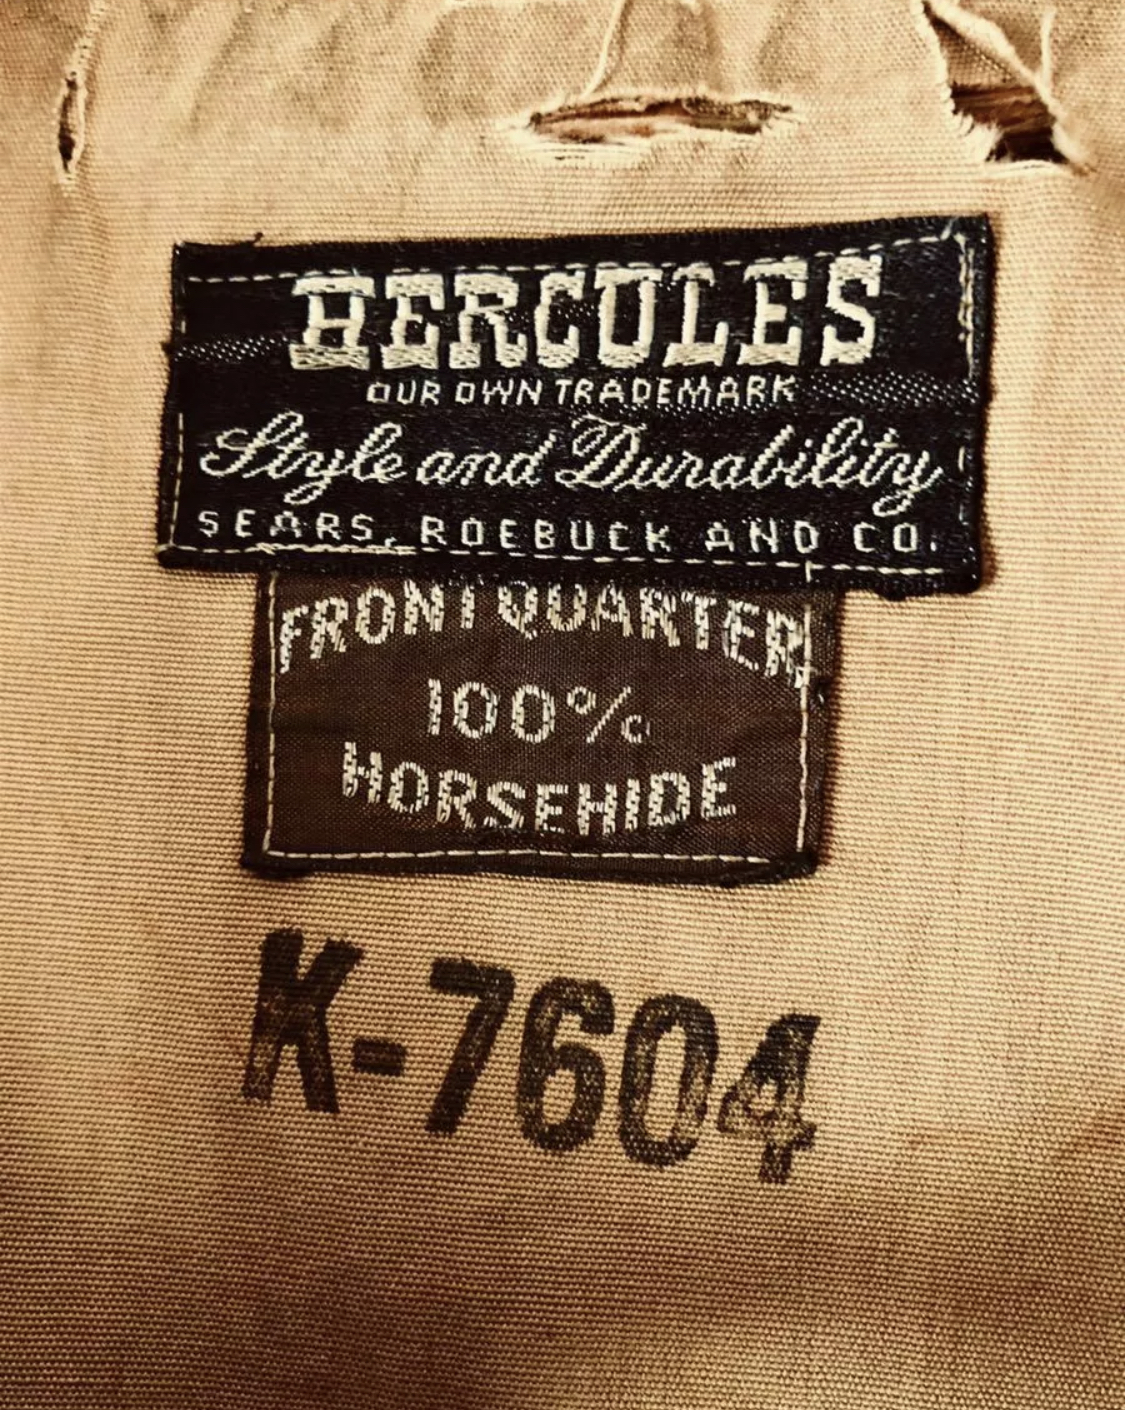 HERCULES
OUR OWN TRADEMARK
Style and Durability
SEARS, ROEBUCK AND CO.
FRONT QUARTER
100%
HORSEHIDE
K-7604